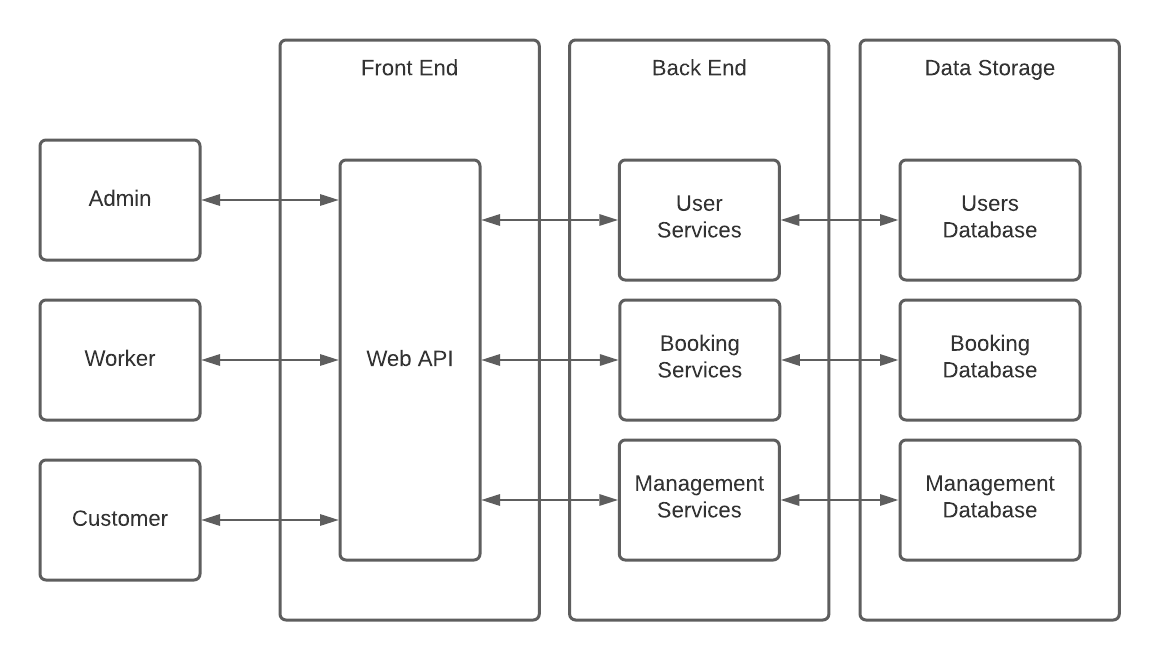 Front End
Back End
Data Storage
Admin
Worker
Customer
Web API
User
Services
Booking
Services
Management
Services
Users
Database
Booking
Database
Management
Database